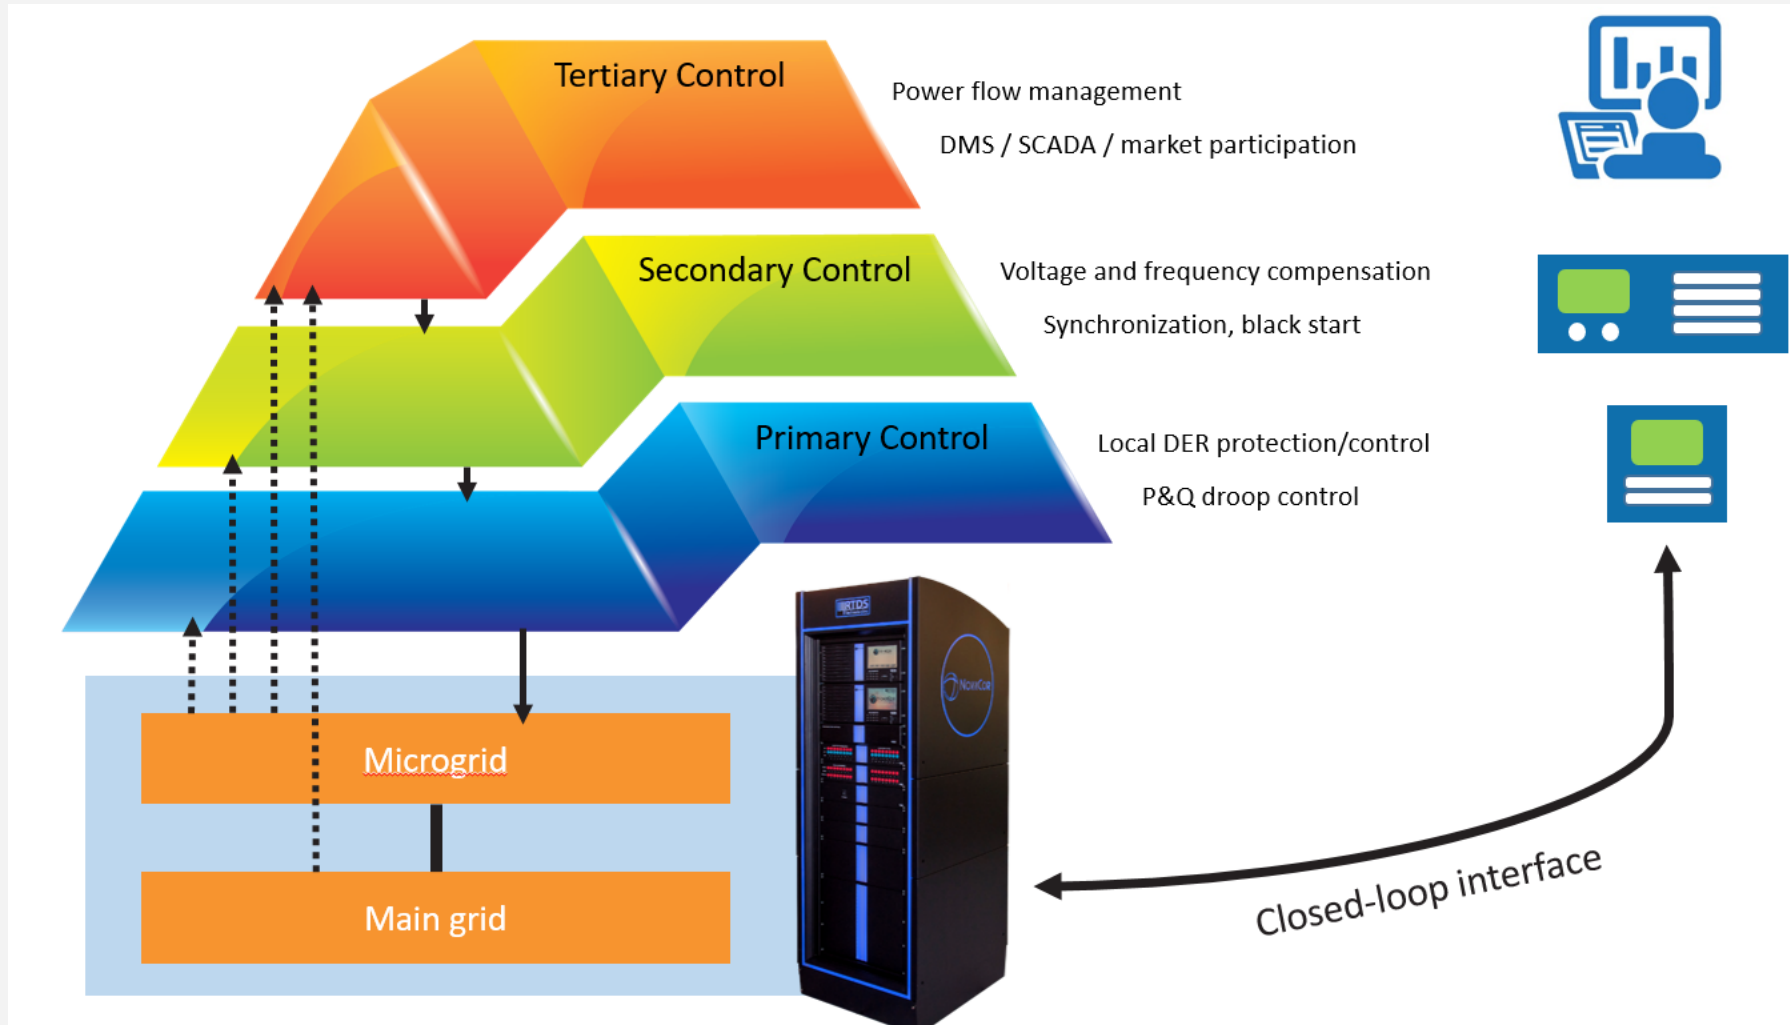 Tertiary Control
Power flow management
DMS / SCADA / market participation
Secondary Control
Voltage and frequency compensation
Synchronization, black start
Primary Control
Local DER protection/control
P&Q droop control
RTDS
NovaCor
Microgrid
Main grid
Closed-loop interface